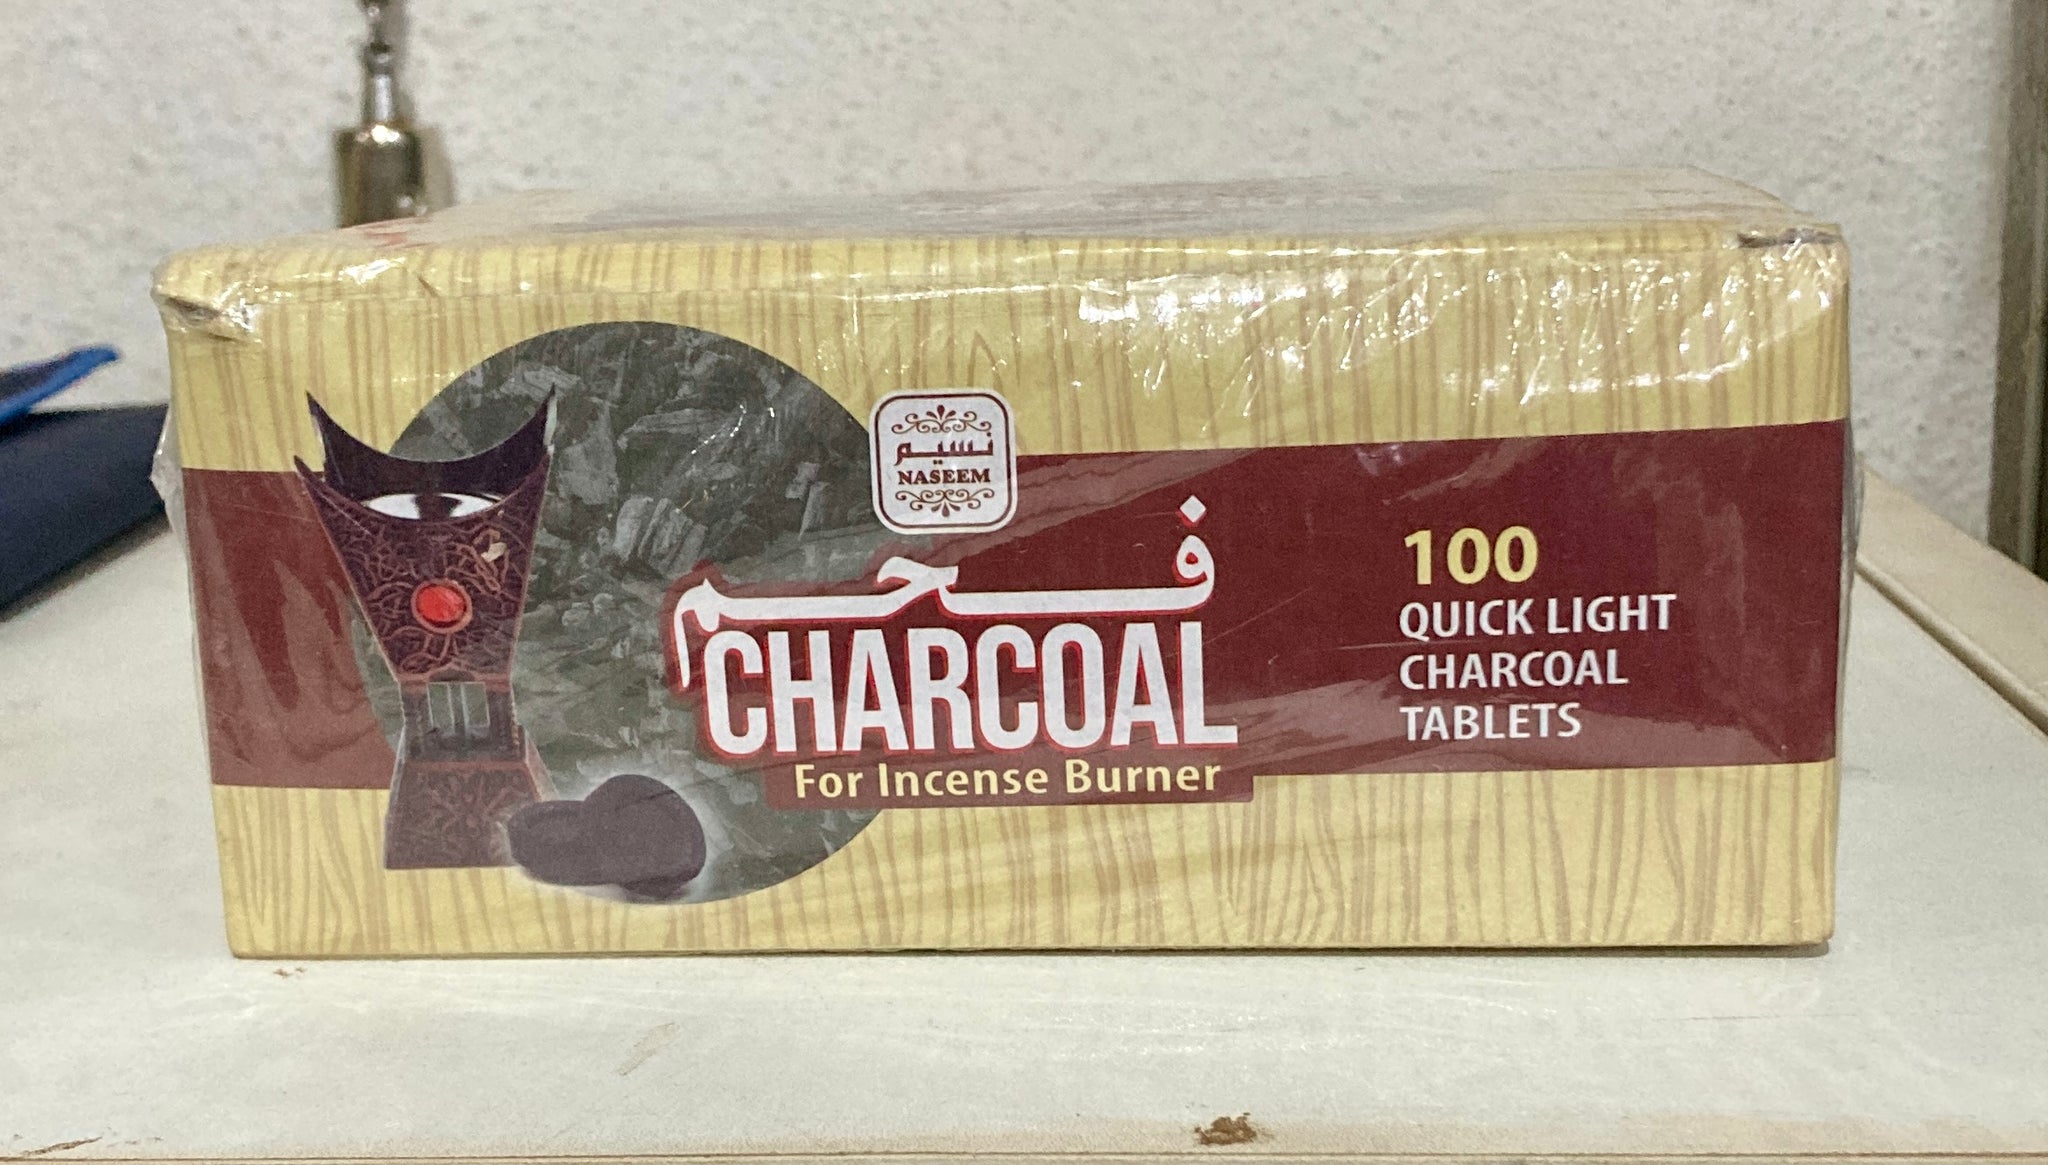 نسيم
NASEEM
فحم
CHARCOAL
For Incense Burner
100
QUICK LIGHT
CHARCOAL
TABLETS